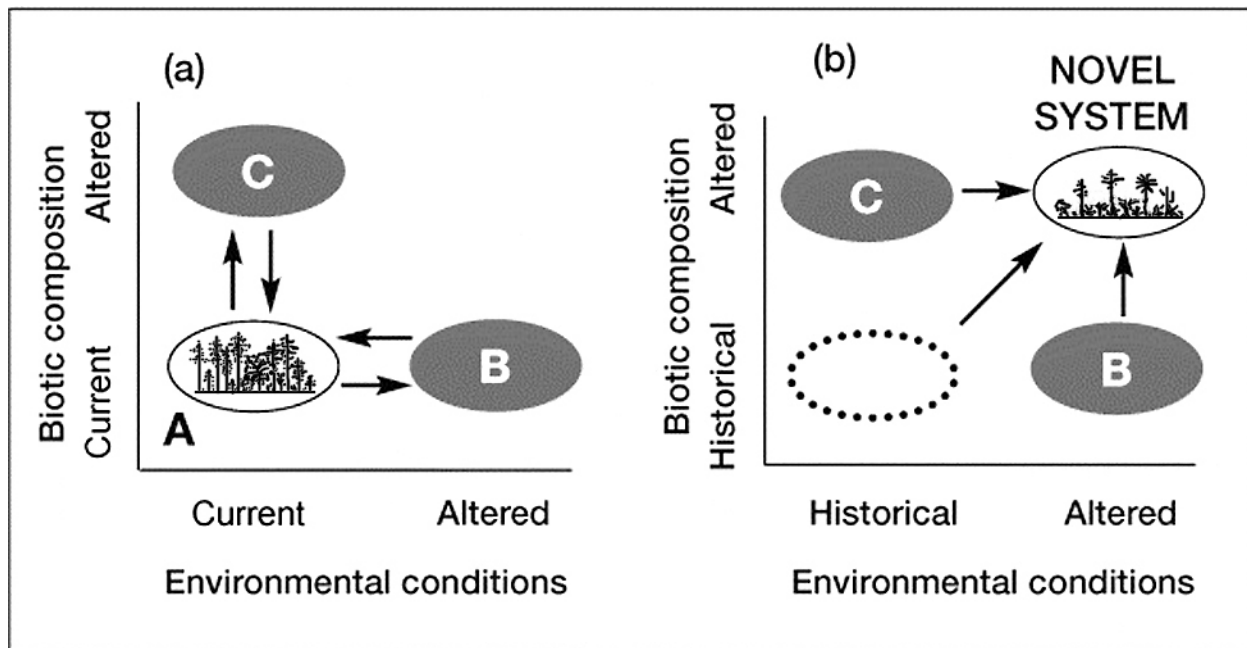 (a)
Biotic composition
Altered
Current
C
B
A
Current
Altered
Environmental conditions
(b)
NOVEL
SYSTEM
Biotic composition
Altered
Historical
C
B
Historical
Altered
Environmental conditions